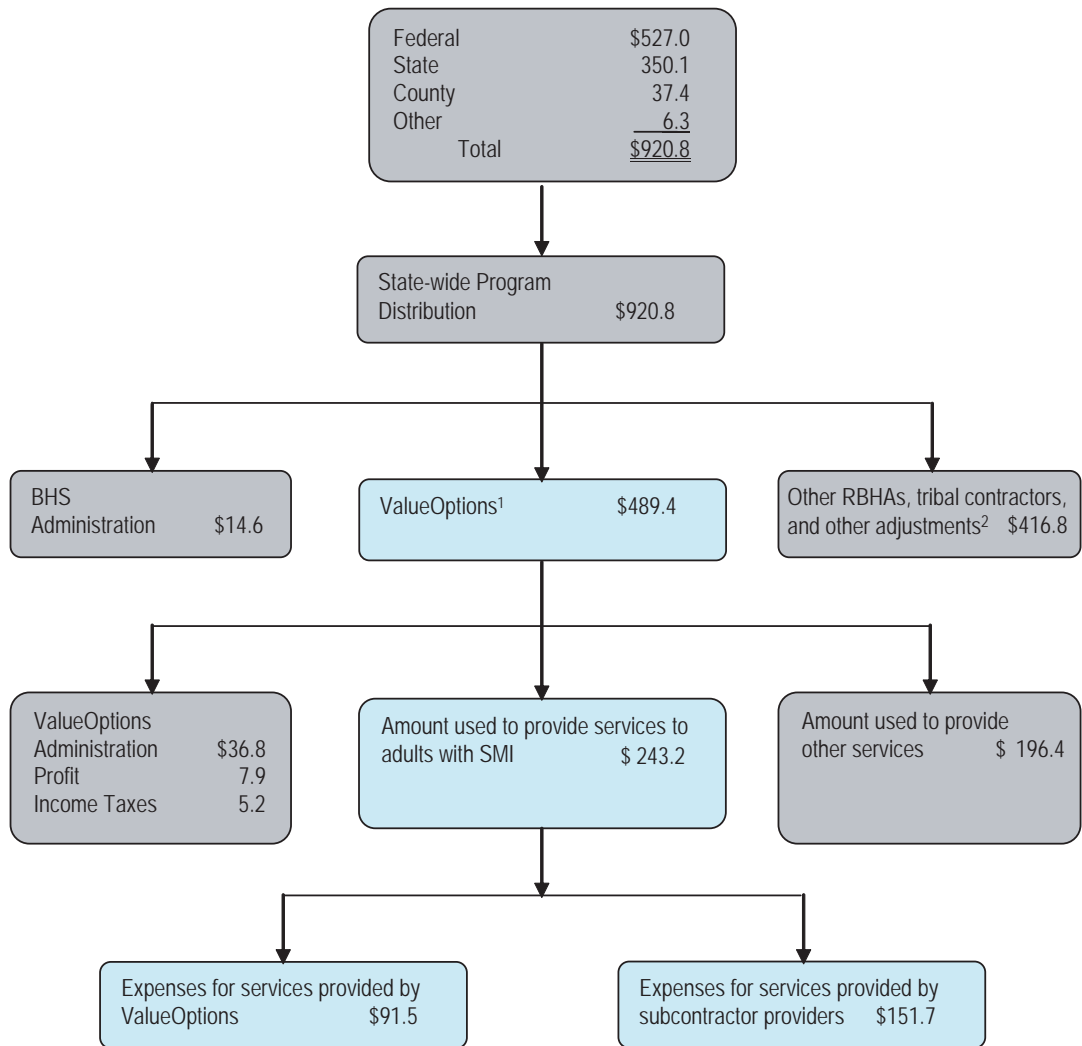 Federal $527.0
State 350.1
County 37.4
Other 6.3
Total $920.8
State-wide Program
Distribution $920.8
BHS
Administration $14.6
ValueOptions¹ $489.4
Other RBHAs, tribal contractors,
and other adjustments² $416.8
ValueOptions
Administration $36.8
Profit 7.9
Income Taxes 5.2
Amount used to provide services to
adults with SMI $ 243.2
Amount used to provide
other services $ 196.4
Expenses for services provided by
ValueOptions $91.5
Expenses for services provided by
subcontractor providers $151.7